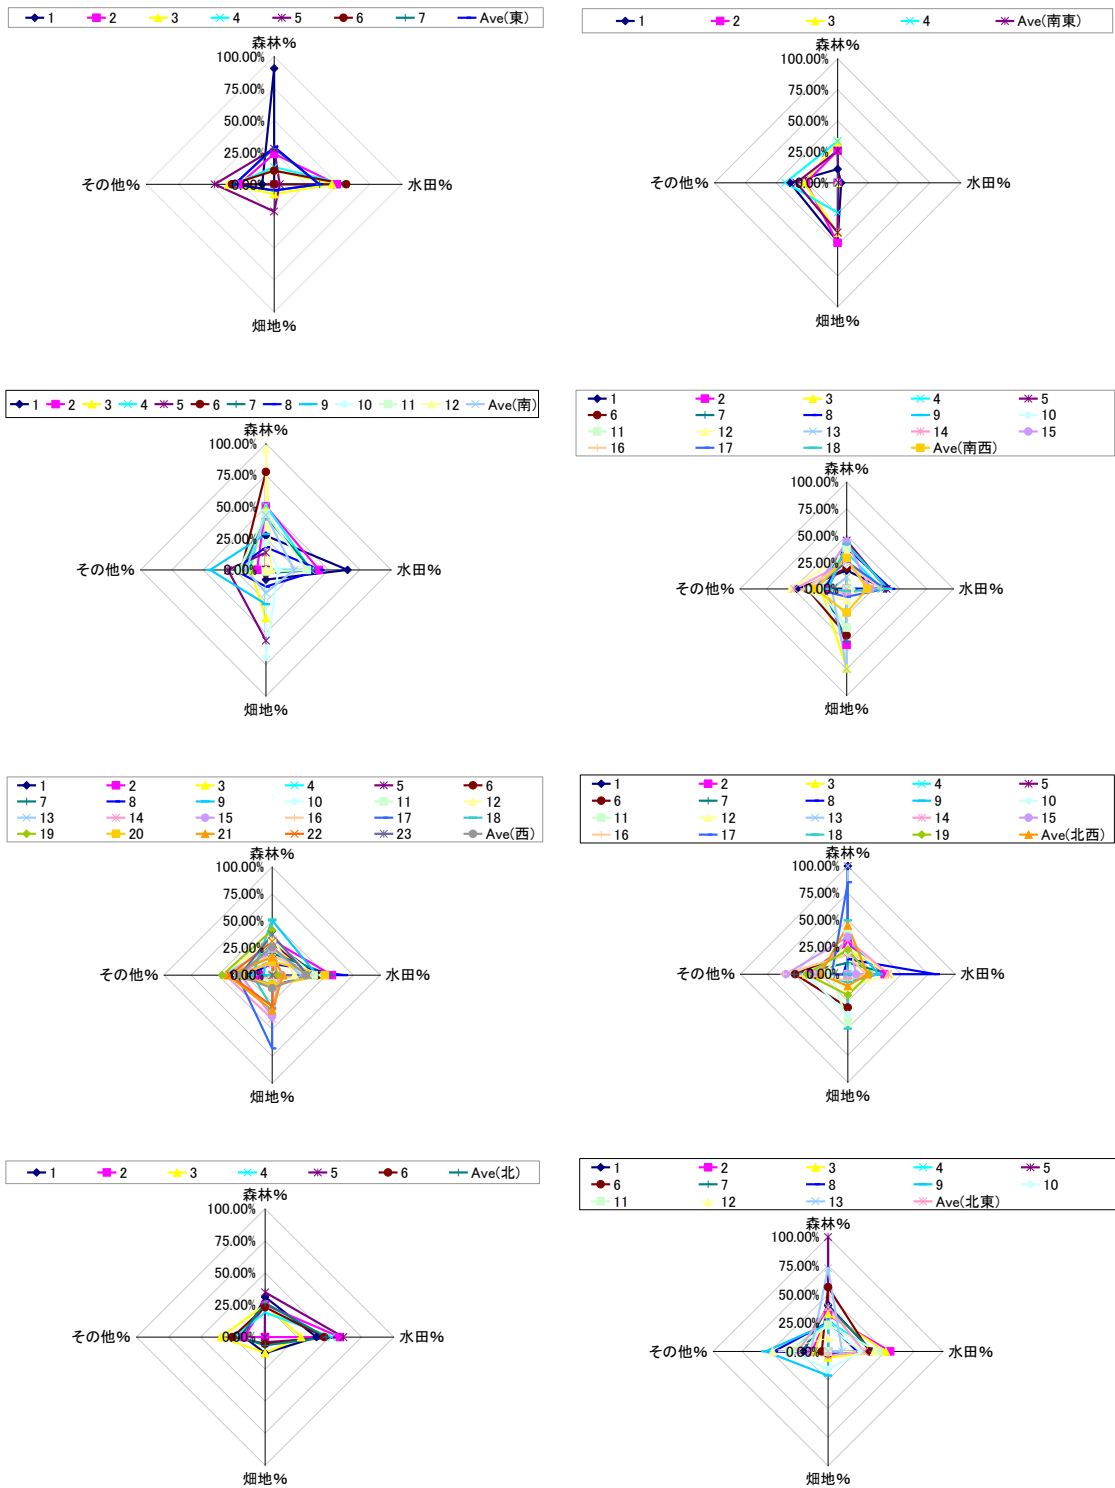 1 2 3 4 5 6 7 Ave(東)
森林%
100.00%
75.00%
50.00%
25.00%
その他% 0.00% 水田%
畑地%
1 2 3 4 Ave(南東)
森林%
100.00%
75.00%
50.00%
25.00%
その他% 0.00% 水田%
畑地%
1 2 3 4 5 6 7 8 9 10 11 12 Ave(南)
森林%
100.00%
75.00%
50.00%
25.00%
その他% 0.00% 水田%
畑地%
1 2 3 4 5
6 7 8 9 10
11 12 13 14 15
16 17 18 Ave(南西)
森林%
100.00%
75.00%
50.00%
25.00%
その他% 0.00% 水田%
畑地%
1 2 3 4 5 6
7 8 9 10 11 12
13 14 15 16 17 18
19 20 21 22 23 Ave(西)
森林%
100.00%
75.00%
50.00%
25.00%
その他% 0.00% 水田%
畑地%
1 2 3 4 5
6 7 8 9 10
11 12 13 14 15
16 17 18 19 Ave(北西)
森林%
100.00%
75.00%
50.00%
25.00%
その他% 0.00% 水田%
畑地%
1 2 3 4 5 6 Ave(北)
森林%
100.00%
75.00%
50.00%
25.00%
その他% 0.00% 水田%
畑地%
1 2 3 4 5
6 7 8 9 10
11 12 13 Ave(北東)
森林%
100.00%
75.00%
50.00%
25.00%
その他% 0.00% 水田%
畑地%